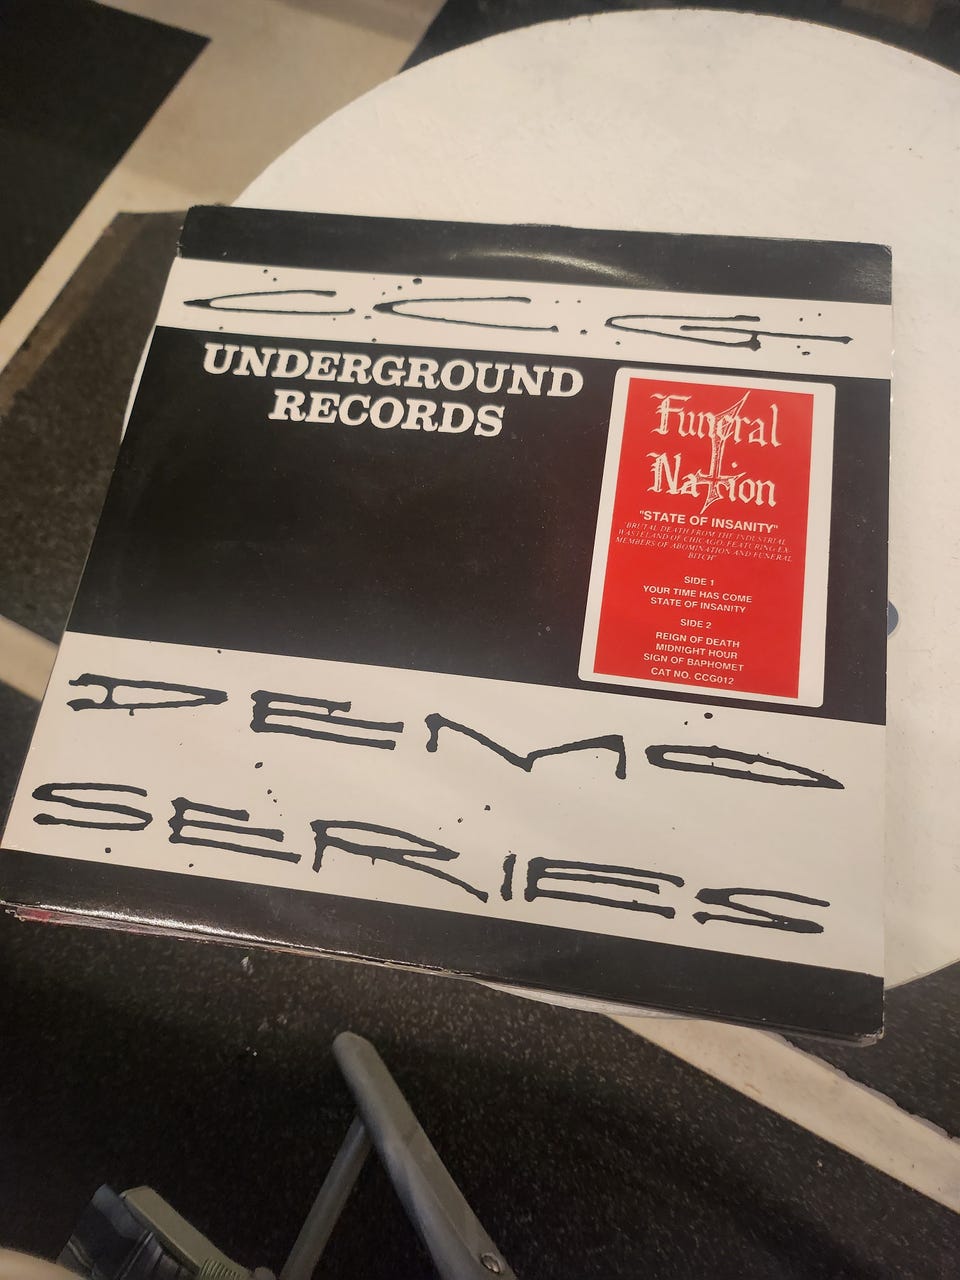 C.C.G.
UNDERGROUND
RECORDS
Funeral
Nation
"STATE OF INSANITY"
"BRUTAL DEATH FROM THE INDUSTRIAL
WASTELAND OF CHICAGO; FEATURING EX-
MEMBERS OF ABOMINATION AND FUNERAL
BITCH"
SIDE 1
YOUR TIME HAS COME
STATE OF INSANITY
SIDE 2
REIGN OF DEATH
MIDNIGHT HOUR
SIGN OF BAPHOMET
CAT NO. CCG012
DEMO
SERIES